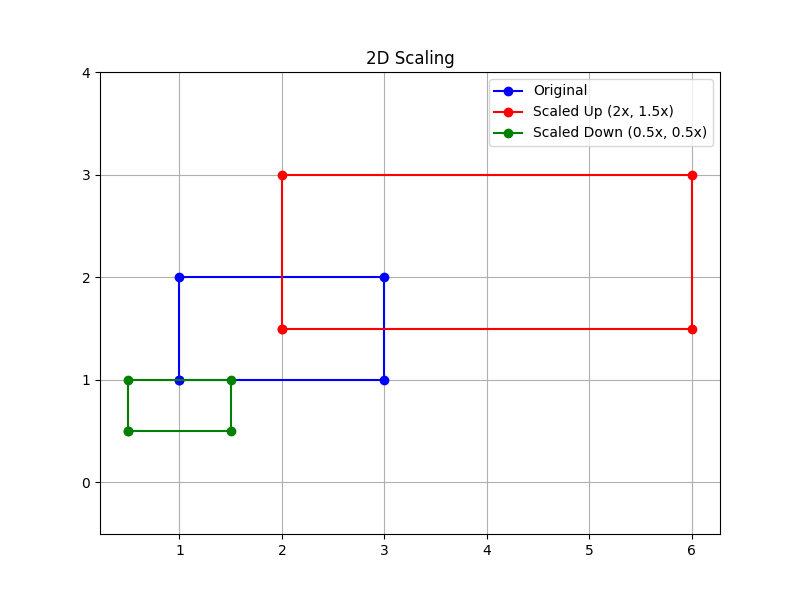 2D Scaling
Original
Scaled Up (2x, 1.5x)
Scaled Down (0.5x, 0.5x)
4
3
2
1
0
1 2 3 4 5 6